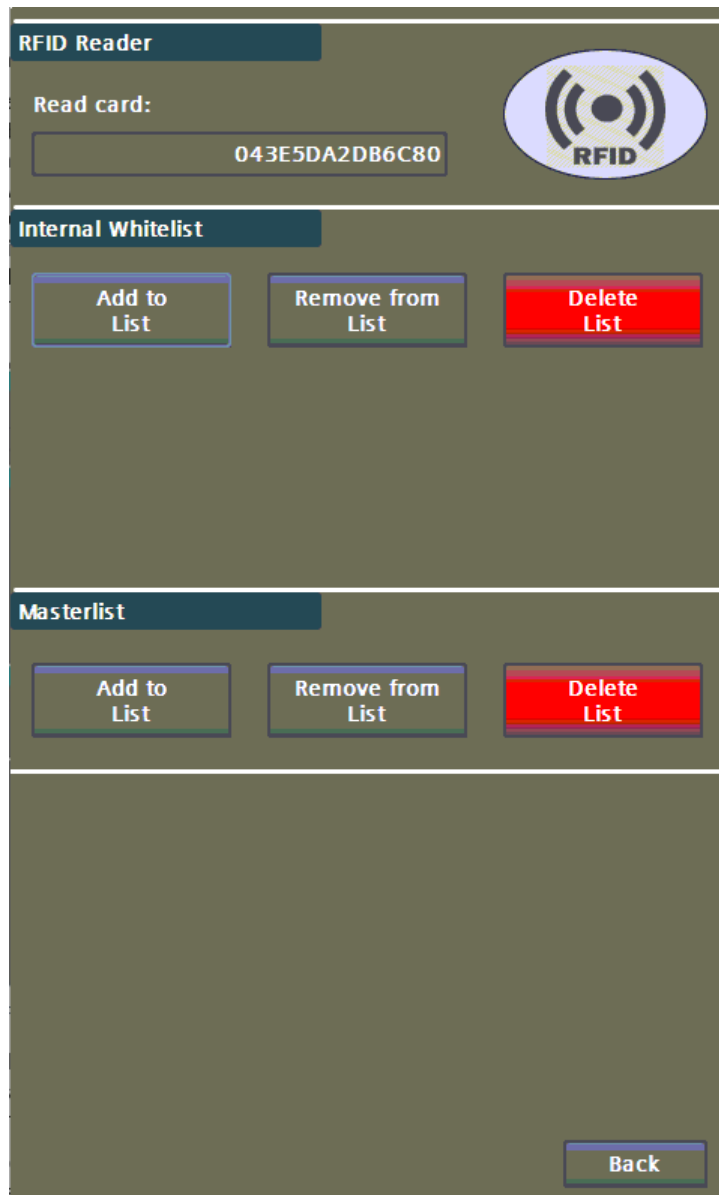 RFID Reader
Read card:
043E5DA2DB6C80
RFID
Internal Whitelist
Add to
List
Remove from
List
Delete
List
Masterlist
Add to
List
Remove from
List
Delete
List
Back